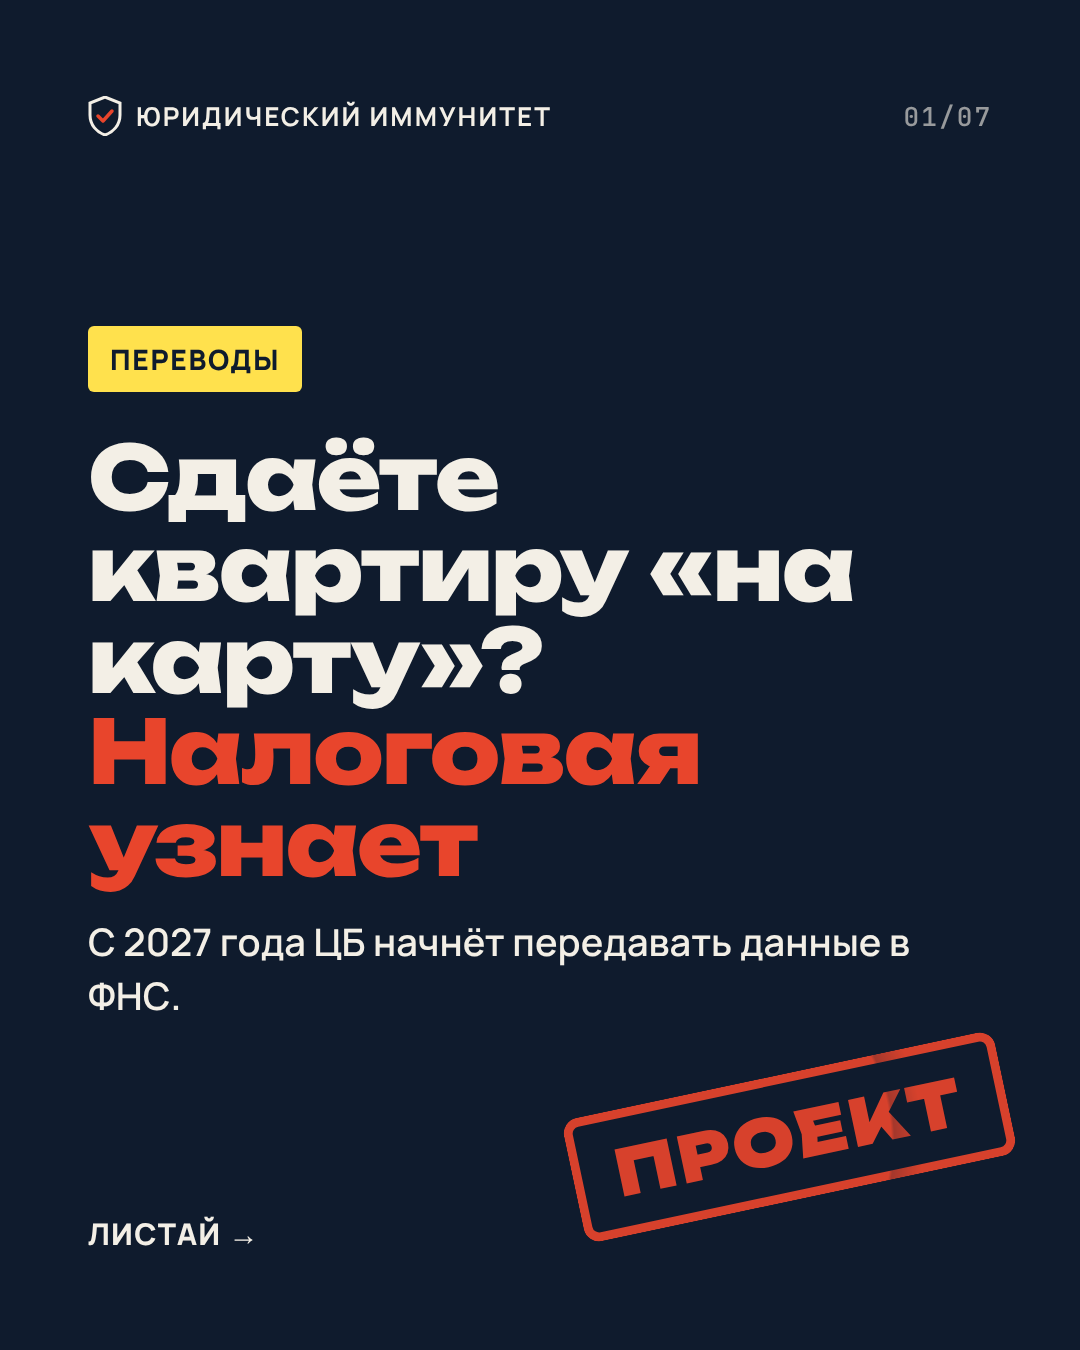 ЮРИДИЧЕСКИЙ ИММУНИТЕТ
01/07
ПЕРЕВОДЫ
Сдаёте
квартиру «на
карту»?
Налоговая
узнает
С 2027 года ЦБ начнёт передавать данные в
ФНС.
ПРОЕКТ
ЛИСТАЙ →